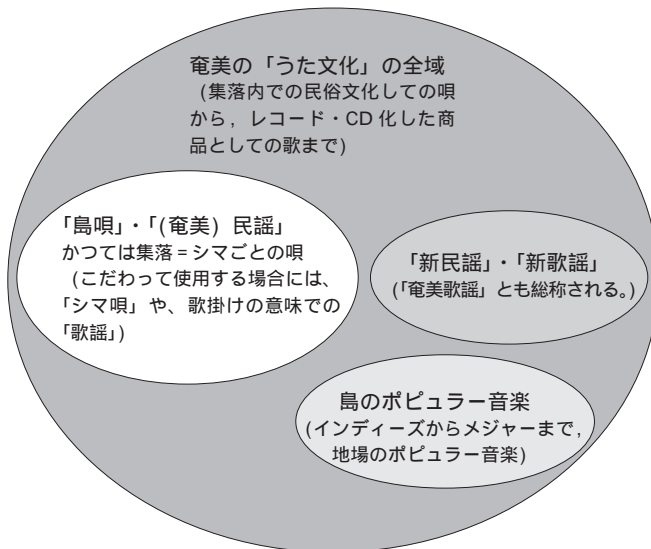 奄美の「うた文化」の全域
(集落内での民俗文化しての唄
から，レコード・CD 化した商
品としての歌まで)
「島唄」・「(奄美) 民謡」
かつては集落 = シマごとの唄
(こだわって使用する場合には、
「シマ唄」や、歌掛けの意味での
「歌謡」)
「新民謡」・「新歌謡」
(「奄美歌謡」とも総称される。)
島のポピュラー音楽
(インディーズからメジャーまで，
地場のポピュラー音楽)